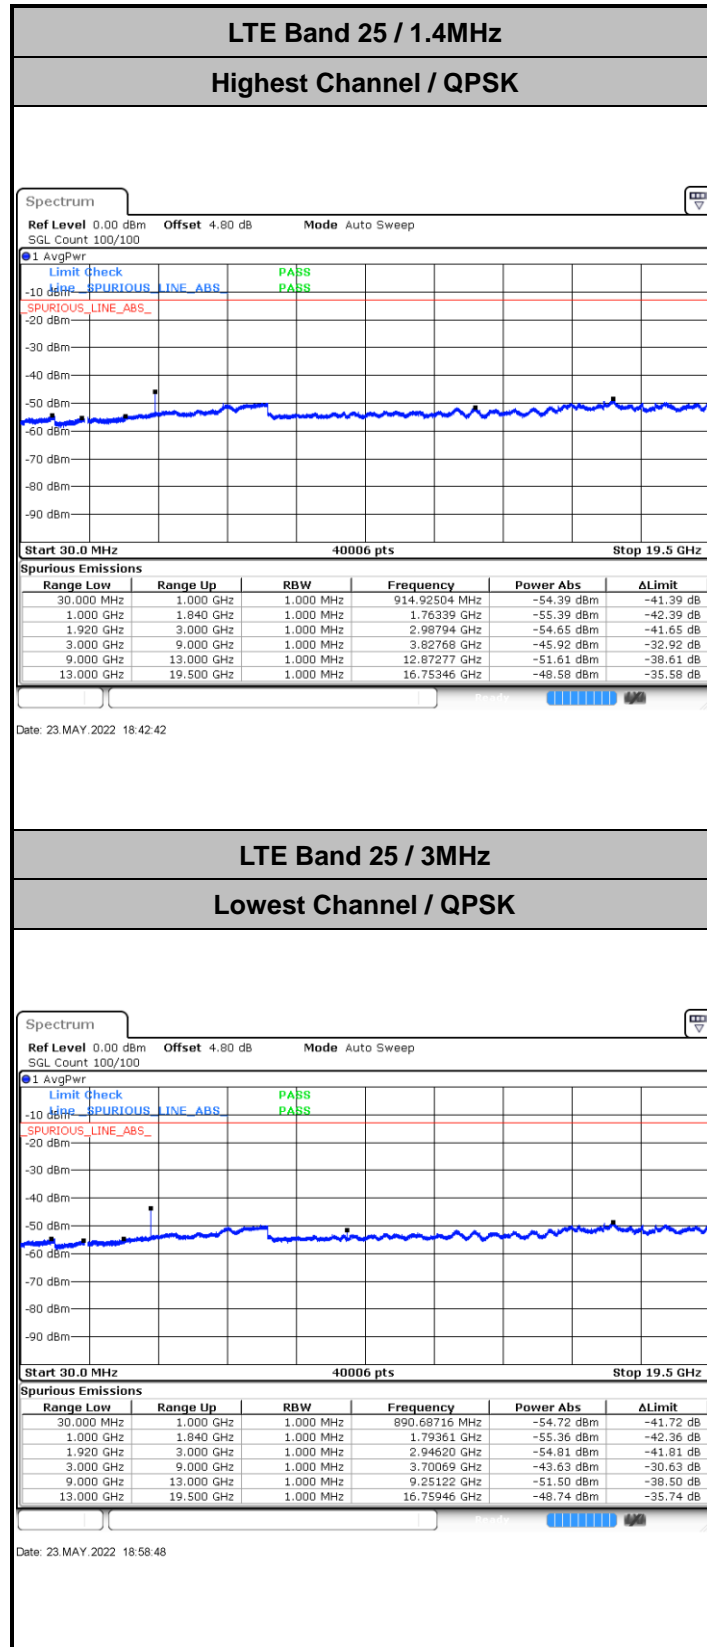 LTE Band 25 / 1.4MHz
Highest Channel / QPSK
Spectrum
Ref Level 0.00 dBm Offset 4.80 dB Mode Auto Sweep
SGL Count 100/100
1 AvgPwr
Limit Check PASS
-10 dBm Line _SPURIOUS_LINE_ABS_ PASS
_SPURIOUS_LINE_ABS_
-20 dBm
-30 dBm
-40 dBm
-50 dBm
-60 dBm
-70 dBm
-80 dBm
-90 dBm
Start 30.0 MHz 40006 pts Stop 19.5 GHz
Spurious Emissions
Range Low Range Up RBW Frequency Power Abs ΔLimit
30.000 MHz 1.000 GHz 1.000 MHz 914.92504 MHz -54.39 dBm -41.39 dB
1.000 GHz 1.840 GHz 1.000 MHz 1.76339 GHz -55.39 dBm -42.39 dB
1.920 GHz 3.000 GHz 1.000 MHz 2.98794 GHz -54.65 dBm -41.65 dB
3.000 GHz 9.000 GHz 1.000 MHz 3.82768 GHz -45.92 dBm -32.92 dB
9.000 GHz 13.000 GHz 1.000 MHz 12.87277 GHz -51.61 dBm -38.61 dB
13.000 GHz 19.500 GHz 1.000 MHz 16.75346 GHz -48.58 dBm -35.58 dB
Ready
Date: 23.MAY.2022 18:42:42
LTE Band 25 / 3MHz
Lowest Channel / QPSK
Spectrum
Ref Level 0.00 dBm Offset 4.80 dB Mode Auto Sweep
SGL Count 100/100
1 AvgPwr
Limit Check PASS
-10 dBm Line _SPURIOUS_LINE_ABS_ PASS
_SPURIOUS_LINE_ABS_
-20 dBm
-30 dBm
-40 dBm
-50 dBm
-60 dBm
-70 dBm
-80 dBm
-90 dBm
Start 30.0 MHz 40006 pts Stop 19.5 GHz
Spurious Emissions
Range Low Range Up RBW Frequency Power Abs ΔLimit
30.000 MHz 1.000 GHz 1.000 MHz 890.68716 MHz -54.72 dBm -41.72 dB
1.000 GHz 1.840 GHz 1.000 MHz 1.79361 GHz -55.36 dBm -42.36 dB
1.920 GHz 3.000 GHz 1.000 MHz 2.94620 GHz -54.81 dBm -41.81 dB
3.000 GHz 9.000 GHz 1.000 MHz 3.70069 GHz -43.63 dBm -30.63 dB
9.000 GHz 13.000 GHz 1.000 MHz 9.25122 GHz -51.50 dBm -38.50 dB
13.000 GHz 19.500 GHz 1.000 MHz 16.75946 GHz -48.74 dBm -35.74 dB
Ready
Date: 23.MAY.2022 18:58:48